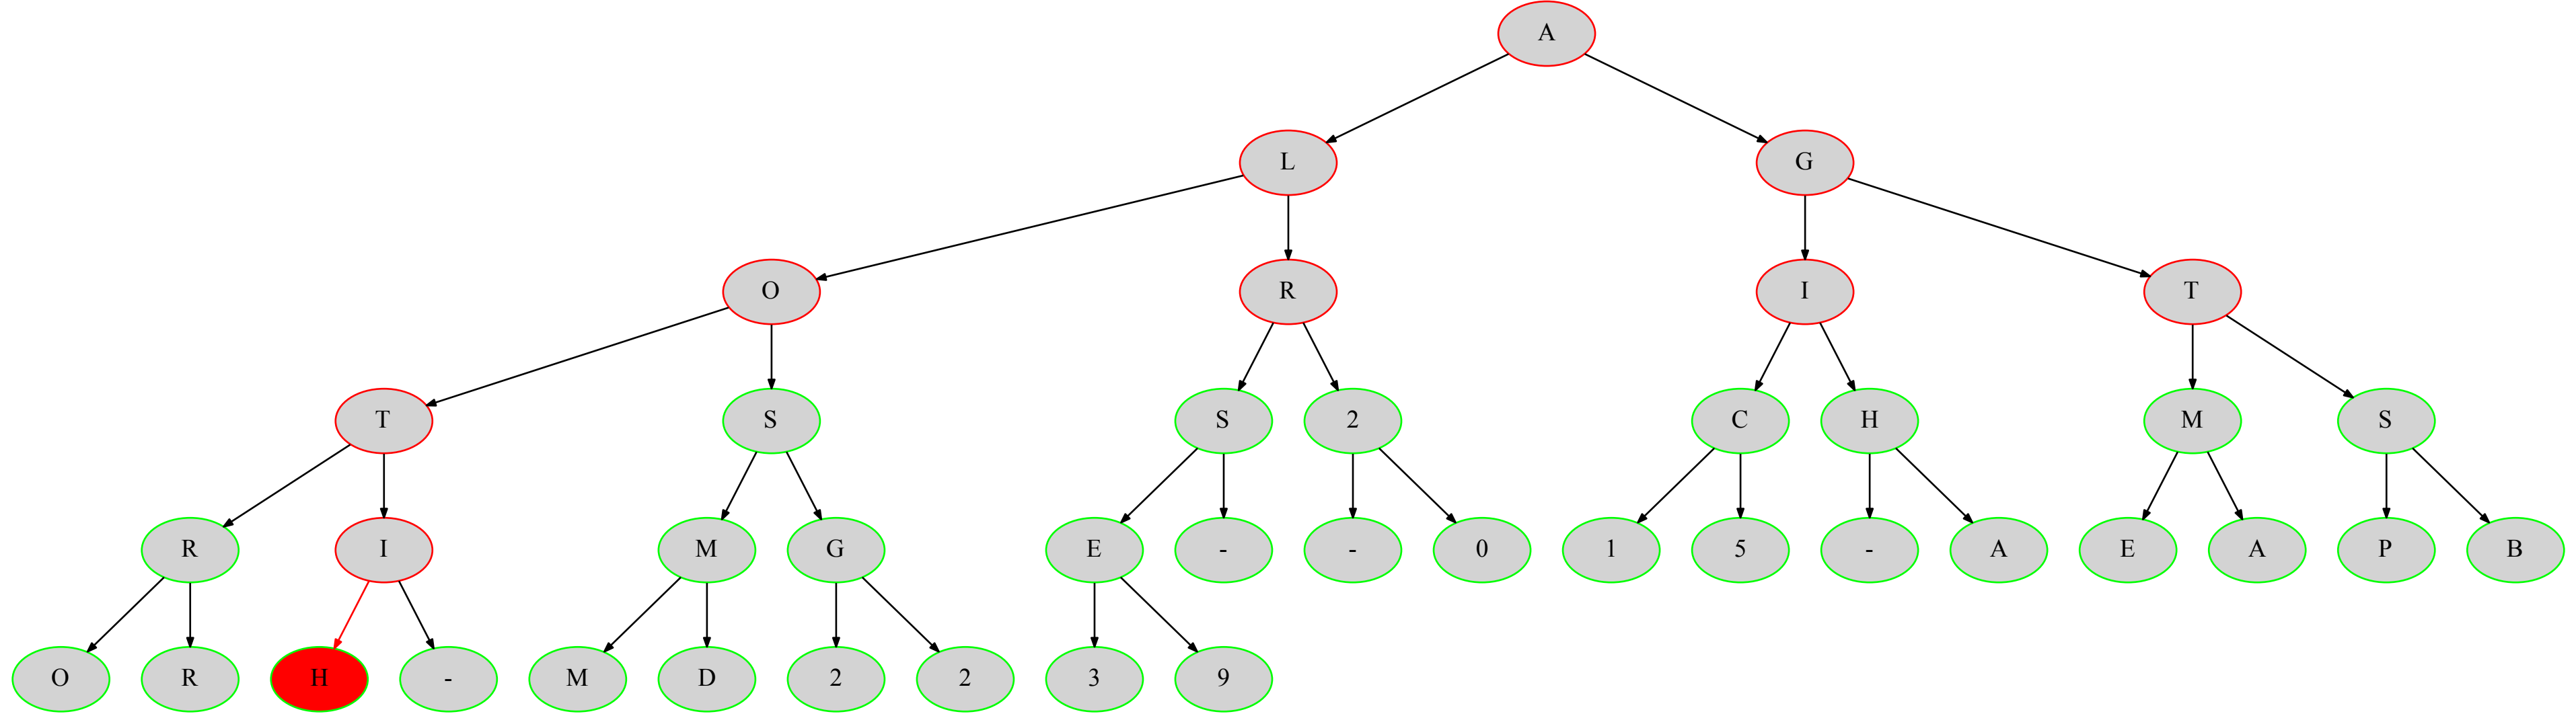 A
L G
O R I T
T S S 2 C H M S
R I M G E - - 0 1 5 - A E A P B
O R H - M D 2 2 3 9